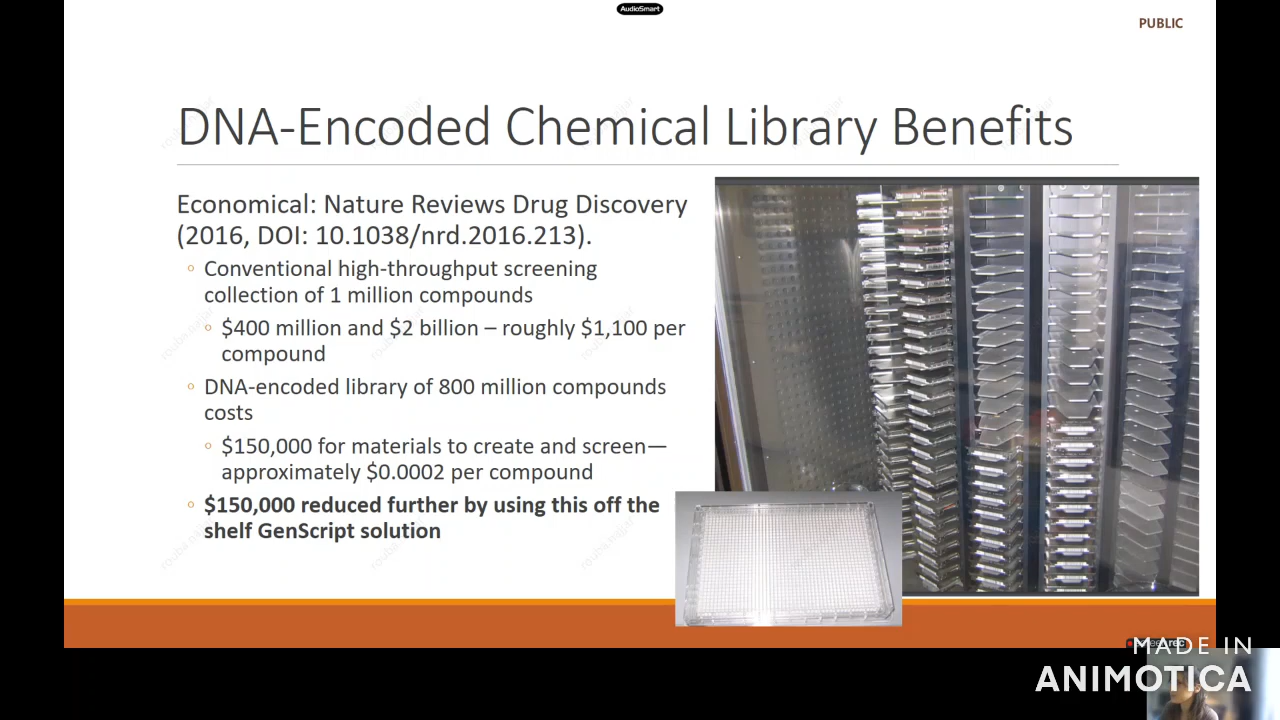 AudioSmart
PUBLIC
DNA-Encoded Chemical Library Benefits
Economical: Nature Reviews Drug Discovery
(2016, DOI: 10.1038/nrd.2016.213).
Conventional high-throughput screening
collection of 1 million compounds
$400 million and $2 billion – roughly $1,100 per
compound
DNA-encoded library of 800 million compounds
costs
$150,000 for materials to create and screen—
approximately $0.0002 per compound
$150,000 reduced further by using this off the
shelf GenScript solution
MADE IN
ANIMOTICA